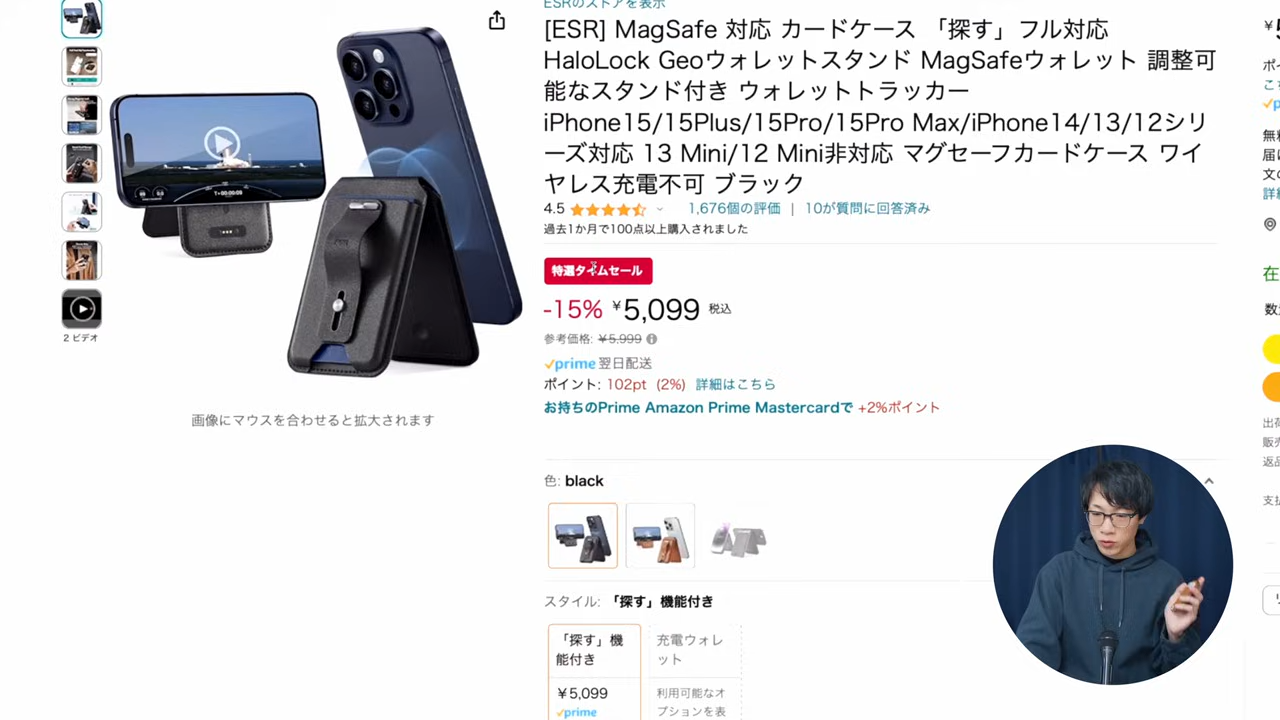 ESRのストアを表示
[ESR] MagSafe 対応 カードケース 「探す」フル対応
HaloLock Geoウォレットスタンド MagSafeウォレット 調整可
能なスタンド付き ウォレットトラッカー
iPhone15/15Plus/15Pro/15Pro Max/iPhone14/13/12シリ
ーズ対応 13 Mini/12 Mini非対応 マグセーフカードケース ワイ
ヤレス充電不可 ブラック
4.5 1,676個の評価 | 10が質問に回答済み
過去1か月で100点以上購入されました
特選タイムセール
-15% ¥5,099 税込
参考価格: ¥5,999
prime 翌日配送
ポイント: 102pt (2%) 詳細はこちら
お持ちのPrime Amazon Prime Mastercardで +2%ポイント
2 ビデオ
画像にマウスを合わせると拡大されます
色: black
スタイル: 「探す」機能付き
「探す」機
能付き
¥5,099
prime
充電ウォレ
ット
利用可能なオ
プションを表